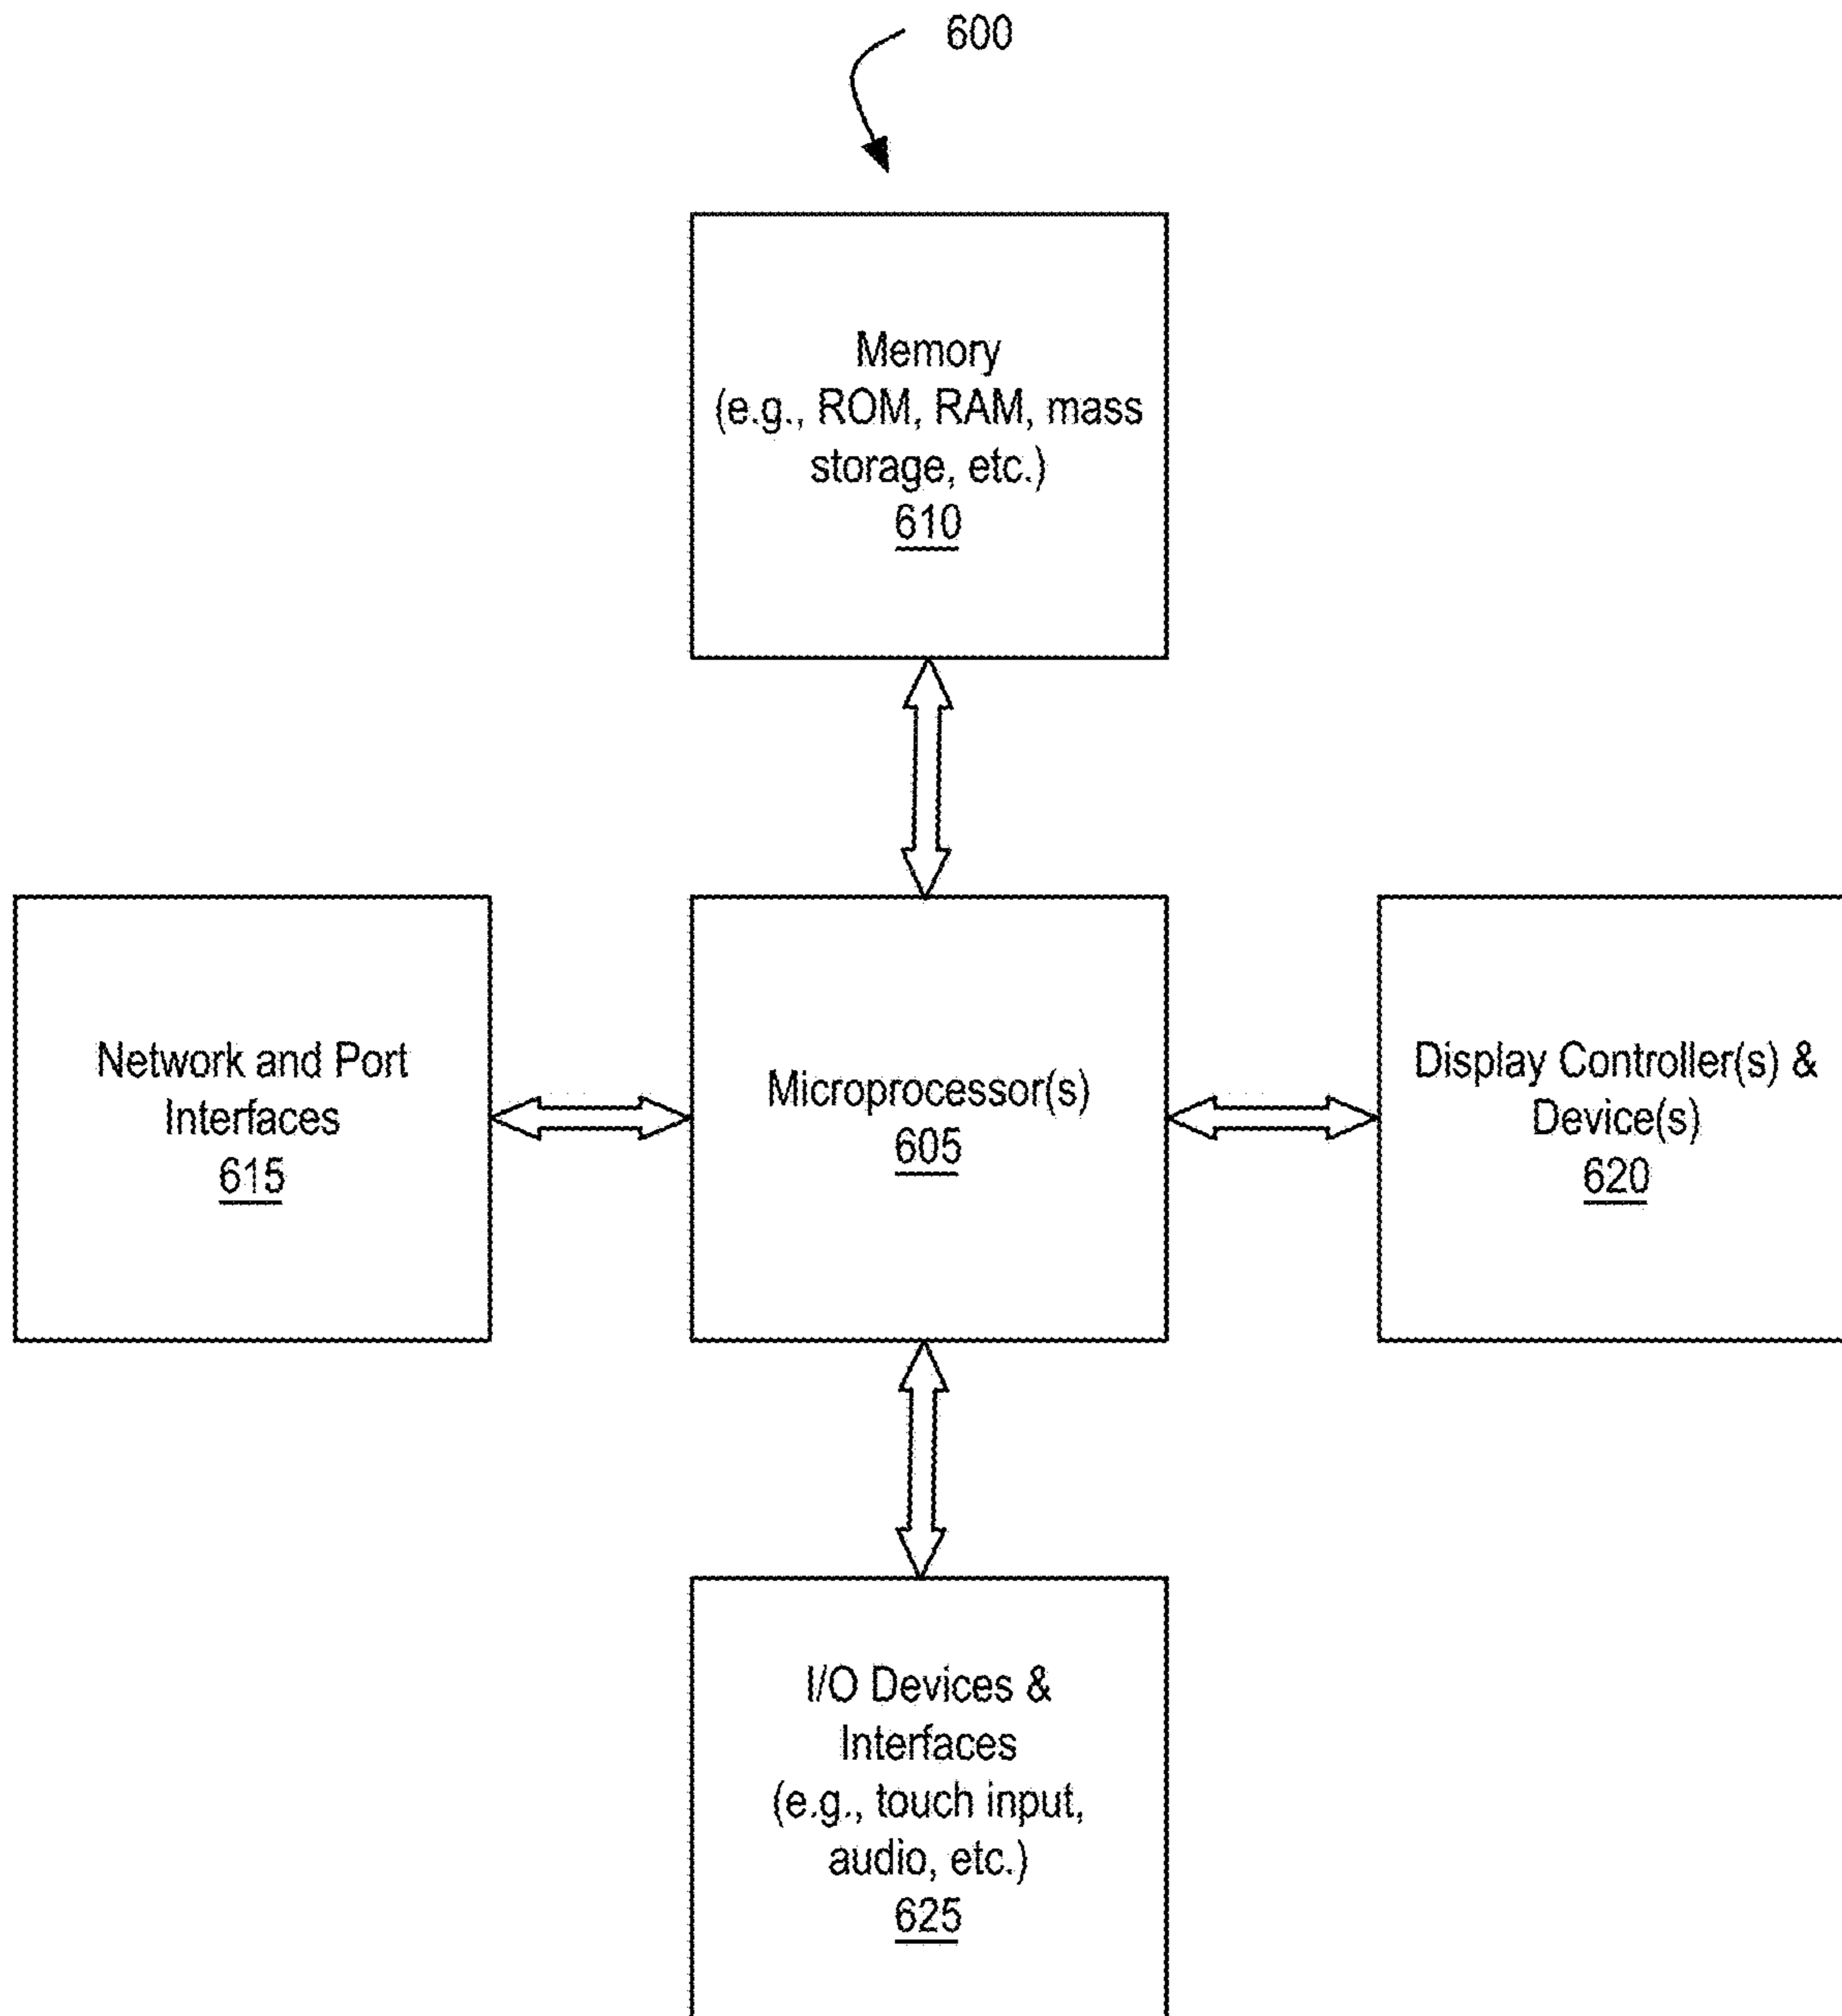 600
Memory
(e.g., ROM, RAM, mass
storage, etc.)
610
Network and Port
Interfaces
615
Microprocessor(s)
605
Display Controller(s) &
Device(s)
620
I/O Devices &
Interfaces
(e.g., touch input,
audio, etc.)
625